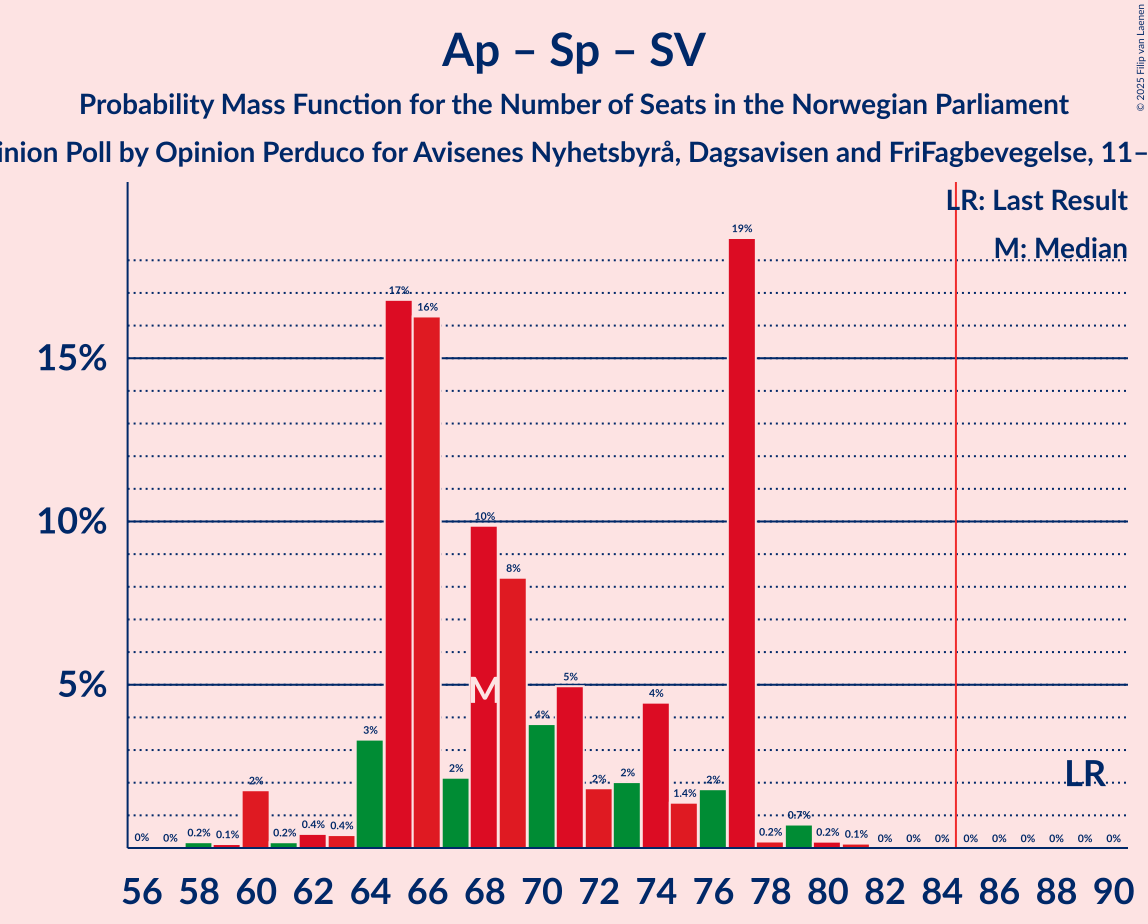 Ap – Sp – SV
Probability Mass Function for the Number of Seats in the Norwegian Parliament
Opinion Poll by Opinion Perduco for Avisenes Nyhetsbyrå, Dagsavisen and FriFagbevegelse, 11–
© 2025 Filip van Laenen
LR: Last Result
M: Median
15%
10%
5%
0% 0% 0.2% 0.1% 2% 0.2% 0.4% 0.4% 3% 17% 16% 2% 10% 8% 4% 5% 2% 2% 4% 1.4% 2% 19% 0.2% 0.7% 0.2% 0.1% 0% 0% 0% 0% 0% 0% 0% 0% 0%
M
LR
56 58 60 62 64 66 68 70 72 74 76 78 80 82 84 86 88 90